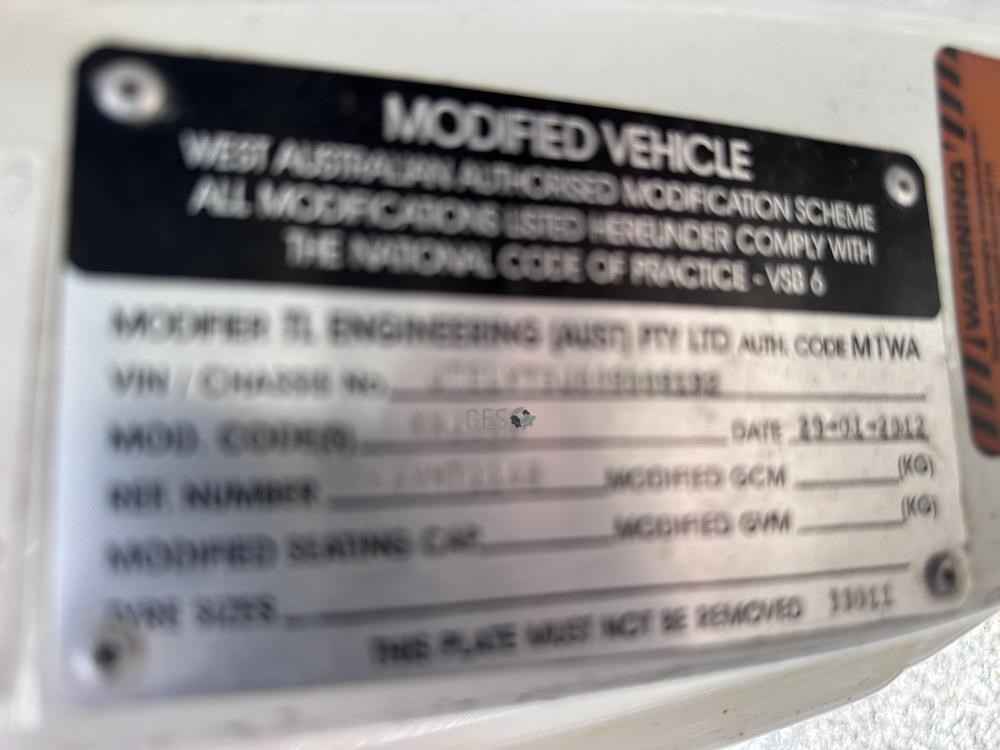 MODIFIED VEHICLE
WEST AUSTRALIAN AUTHORISED MODIFICATION SCHEME
ALL MODIFICATIONS LISTED HEREUNDER COMPLY WITH
THE NATIONAL CODE OF PRACTICE - VSB 6
MODIFIER TL ENGINEERING (AUST) PTY LTD AUTH. CODE MTWA
VIN / CHASSIS No.
MOD. CODE(S) DATE 23-01-2012
REF. NUMBER MODIFIED GCM (KG)
MODIFIED SEATING CAP. MODIFIED GVM (KG)
TYRE SIZES
THIS PLATE MUST NOT BE REMOVED 33011
WARNING
GES